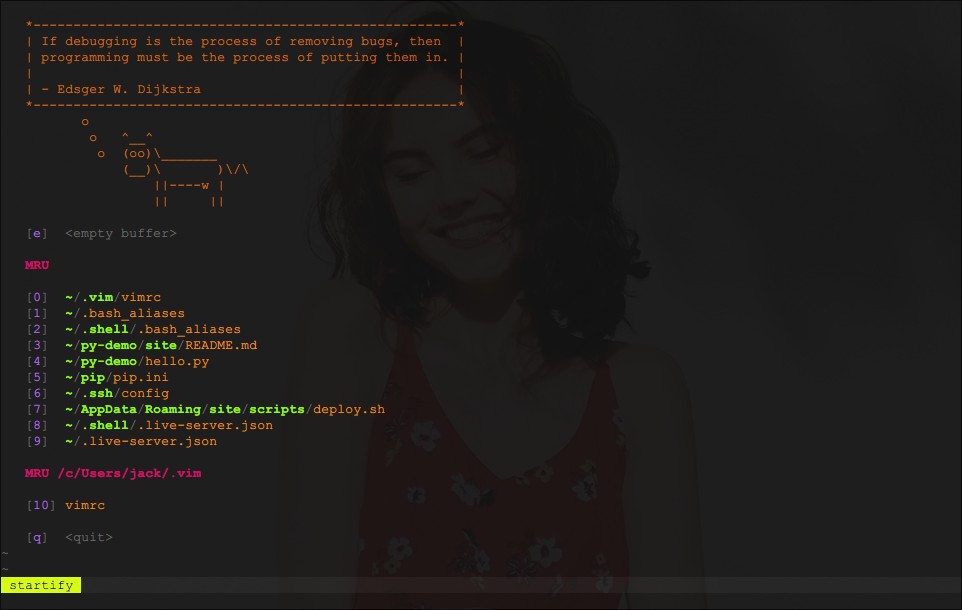 *-----------------------------------------------------*
| If debugging is the process of removing bugs, then  |
| programming must be the process of putting them in. |
|                                                     |
| - Edsger W. Dijkstra                                |
*-----------------------------------------------------*
       o
        o   ^__^
         o  (oo)\_______
            (__)\       )\/\
                ||----w |
                ||     ||
[e]  <empty buffer>
MRU
[0]  ~/.vim/vimrc
[1]  ~/.bash_aliases
[2]  ~/.shell/.bash_aliases
[3]  ~/py-demo/site/README.md
[4]  ~/py-demo/hello.py
[5]  ~/pip/pip.ini
[6]  ~/.ssh/config
[7]  ~/AppData/Roaming/site/scripts/deploy.sh
[8]  ~/.shell/.live-server.json
[9]  ~/.live-server.json
MRU /c/Users/jack/.vim
[10] vimrc
[q]  <quit>
~
~
startify